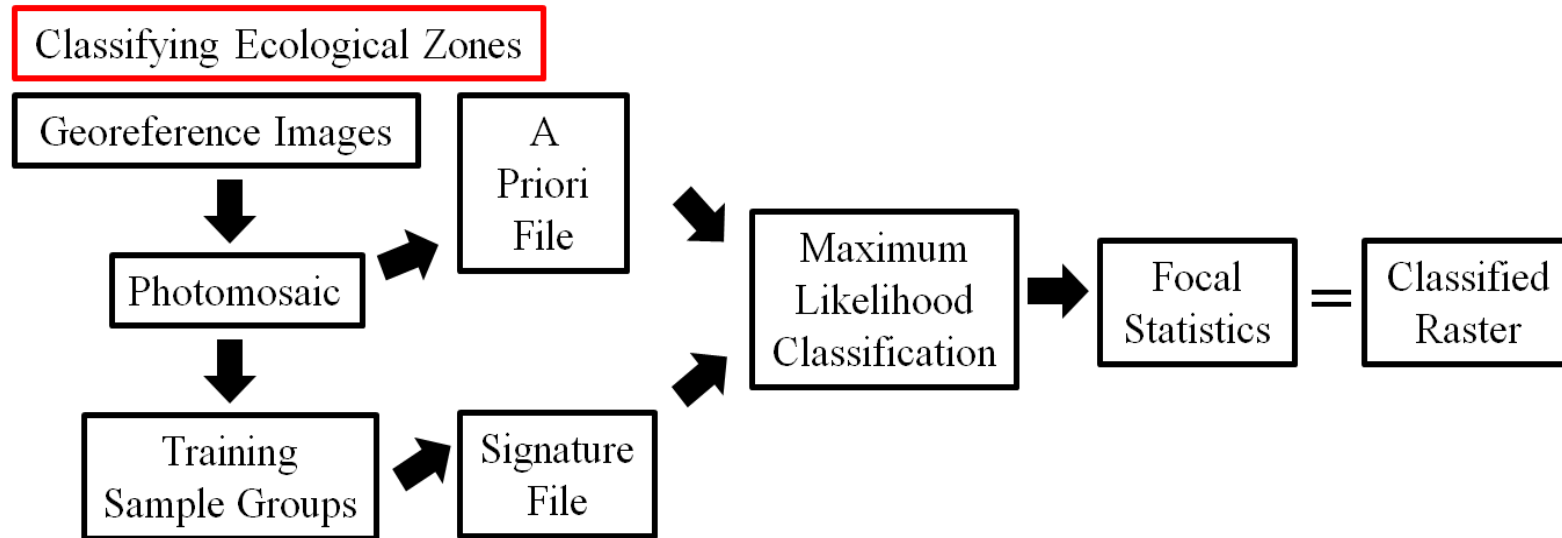 Classifying Ecological Zones
Georeference Images
A
Priori
File
Photomosaic
Training
Sample Groups
Signature
File
Maximum
Likelihood
Classification
Focal
Statistics
=
Classified
Raster